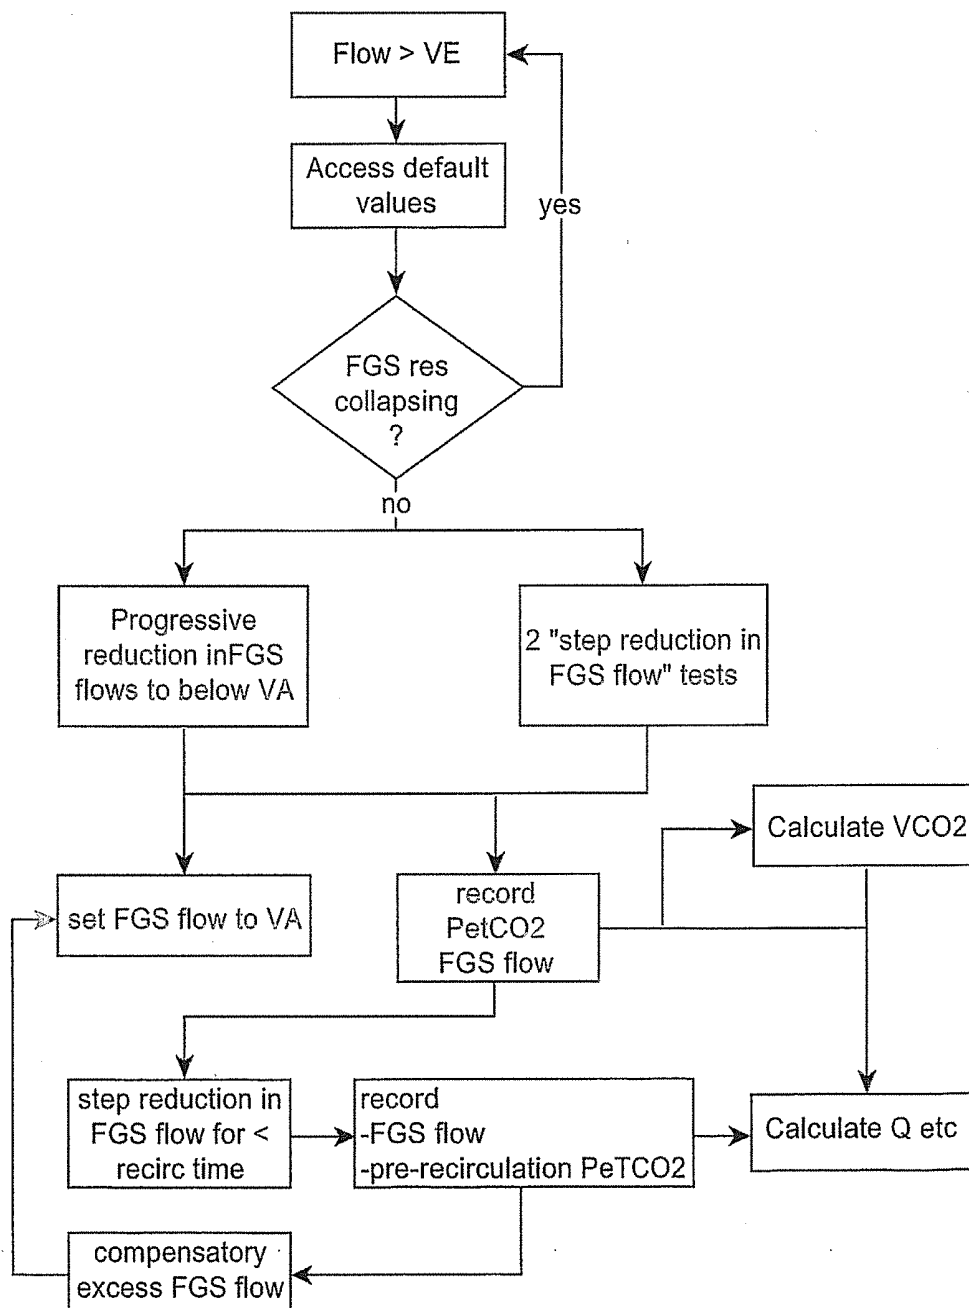 Flow > VE
Access default
values
yes
FGS res
collapsing
?
no
Progressive
reduction inFGS
flows to below VA
2 "step reduction in
FGS flow" tests
Calculate VCO2
set FGS flow to VA
record
PetCO2
FGS flow
step reduction in
FGS flow for <
recirc time
record
-FGS flow
-pre-recirculation PeTCO2
Calculate Q etc
compensatory
excess FGS flow